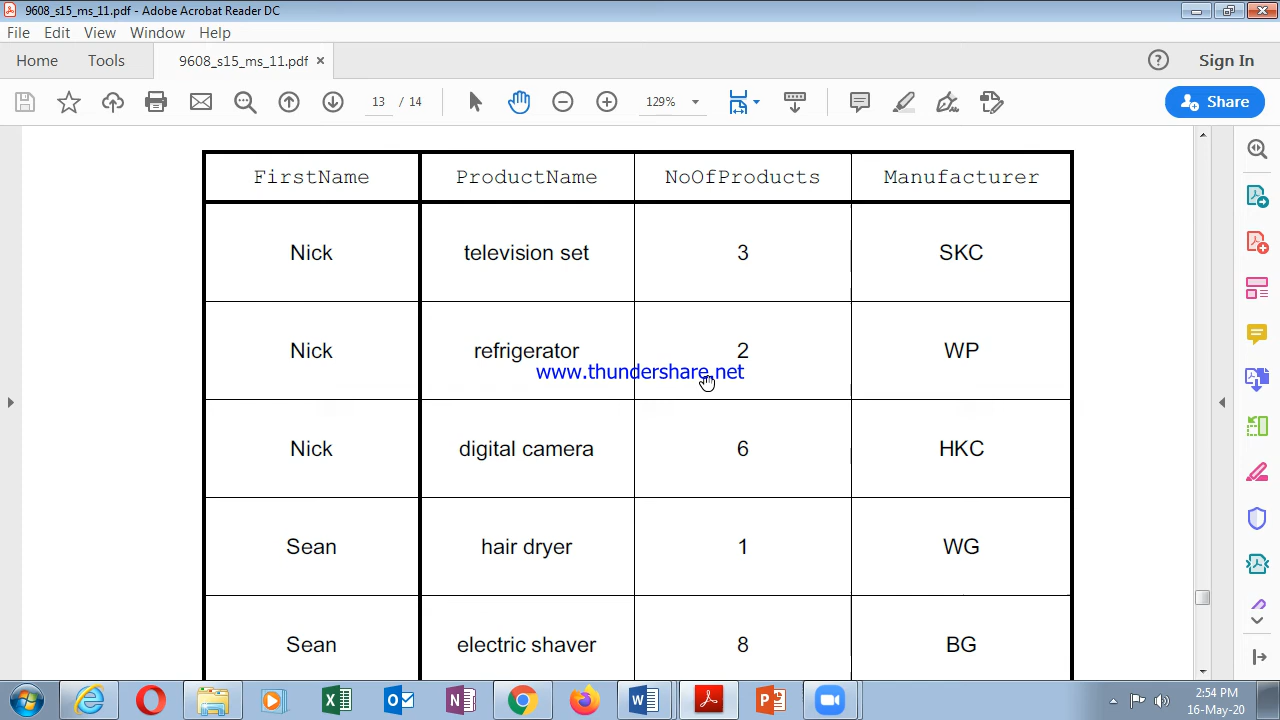 9608_s15_ms_11.pdf - Adobe Acrobat Reader DC
File Edit View Window Help
Home Tools 9608_s15_ms_11.pdf × ? Sign In
13 / 14 129% Share
FirstName ProductName NoOfProducts Manufacturer
Nick television set 3 SKC
Nick refrigerator 2 WP
www.thundershare.net
Nick digital camera 6 HKC
Sean hair dryer 1 WG
Sean electric shaver 8 BG
2:54 PM
16-May-20